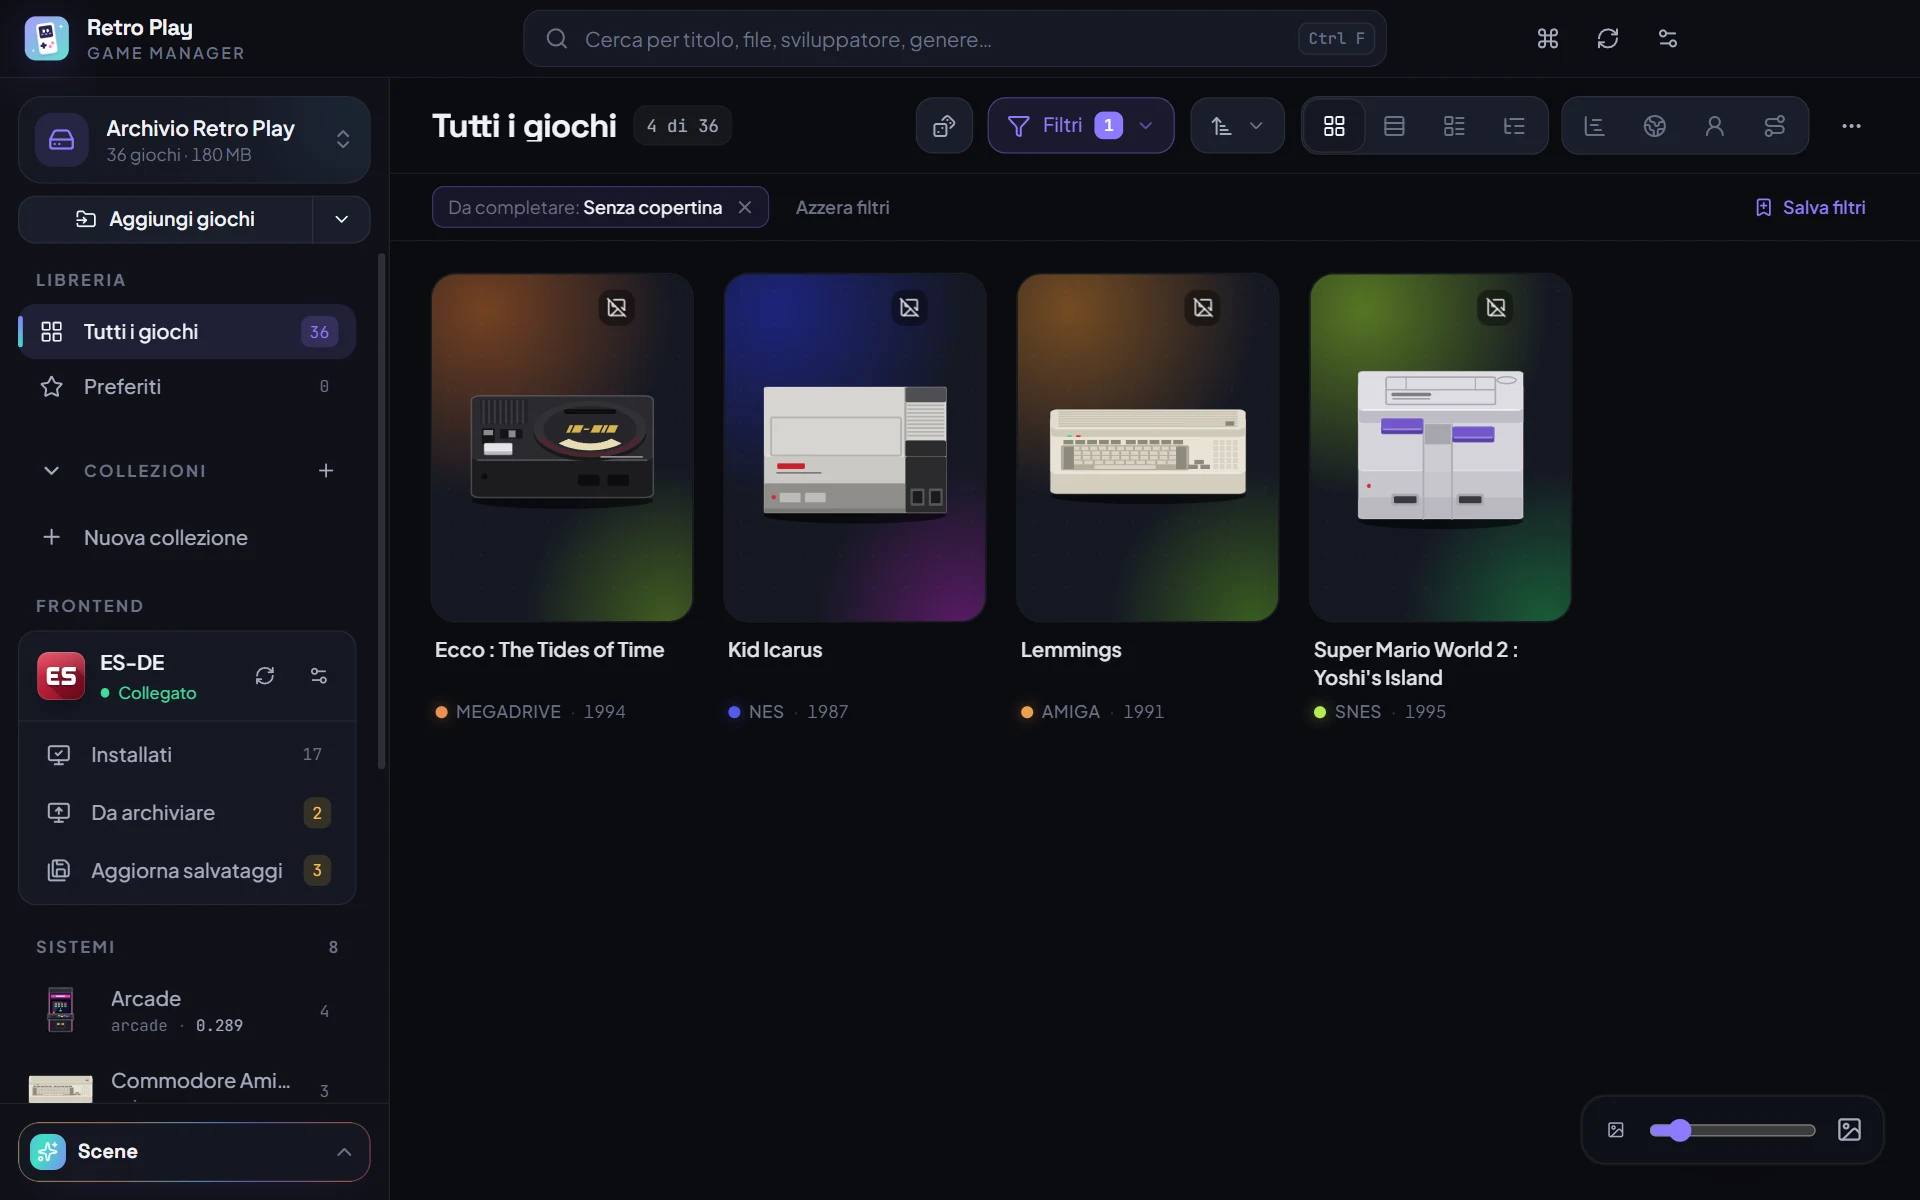 Retro Play
GAME MANAGER
Cerca per titolo, file, sviluppatore, genere...
Ctrl F
Archivio Retro Play
36 giochi · 180 MB
Aggiungi giochi
LIBRERIA
Tutti i giochi
36
Preferiti
0
COLLEZIONI
Nuova collezione
FRONTEND
ES
ES-DE
Collegato
Installati
17
Da archiviare
2
Aggiorna salvataggi
3
SISTEMI
8
Arcade
arcade · 0.289
4
Commodore Ami...
3
Scene
Tutti i giochi
4 di 36
Filtri
1
Da completare: Senza copertina
Azzera filtri
Salva filtri
Ecco : The Tides of Time
MEGADRIVE · 1994
Kid Icarus
NES · 1987
Lemmings
AMIGA · 1991
Super Mario World 2 :
Yoshi's Island
SNES · 1995